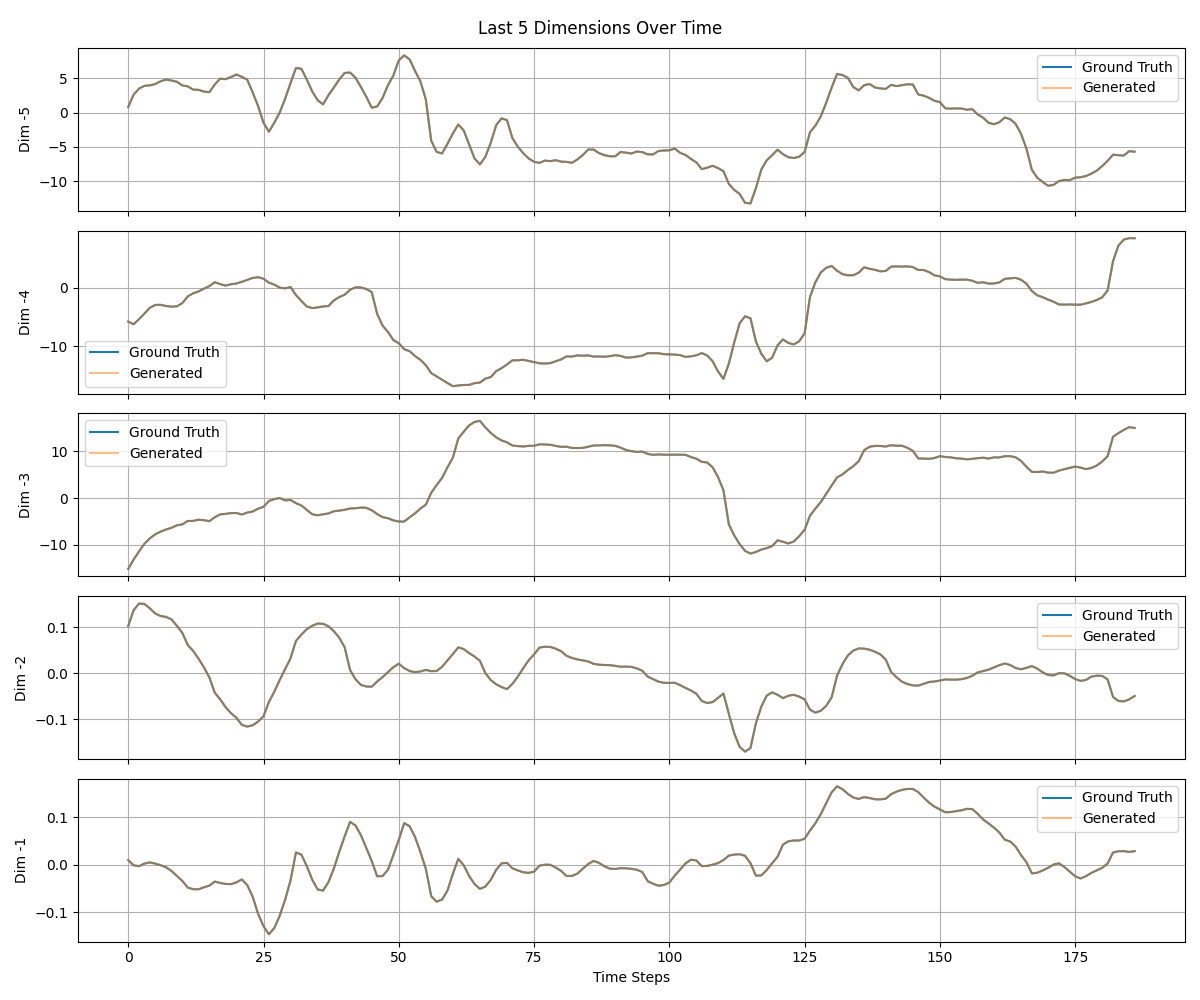 Last 5 Dimensions Over Time
Dim -5
5
0
−5
−10
Ground Truth
Generated
Dim -4
0
−10
Ground Truth
Generated
Dim -3
10
0
−10
Ground Truth
Generated
Dim -2
0.1
0.0
−0.1
Ground Truth
Generated
Dim -1
0.1
0.0
−0.1
Ground Truth
Generated
0 25 50 75 100 125 150 175
Time Steps